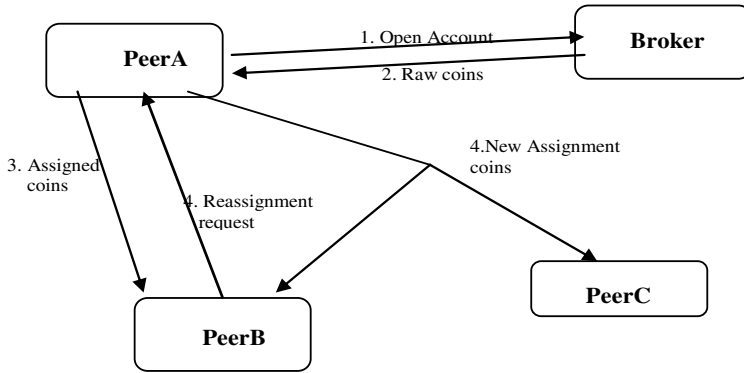 PeerA
1. Open Account
Broker
2. Raw coins
3. Assigned
coins
4. Reassignment
request
4.New Assignment
coins
PeerB
PeerC